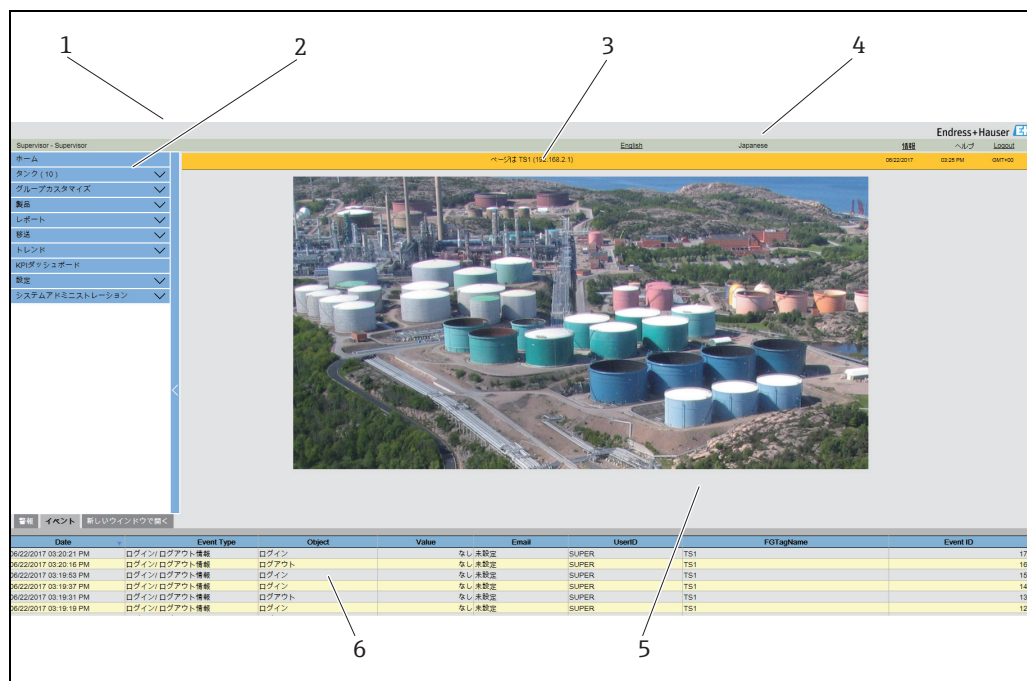 1 2 3 4
Endress+Hauser
Supervisor - Supervisor English Japanese 情報 ヘルプ Logout
ホーム ページは TS1 (192.168.2.1) 06/22/2017 03:25 PM GMT+00
タンク ( 10 )
グループカスタマイズ
製品
レポート
移送
トレンド
KPIダッシュボード
設定
システムアドミニストレーション
警報 イベント 新しいウインドウで開く
Date Event Type Object Value Email UserID FGTagName Event ID
06/22/2017 03:20:21 PM ログイン/ ログアウト情報 ログイン なし 未設定 SUPER TS1 17
06/22/2017 03:20:16 PM ログイン/ ログアウト情報 ログアウト なし 未設定 SUPER TS1 16
06/22/2017 03:19:53 PM ログイン/ ログアウト情報 ログイン なし 未設定 SUPER TS1 15
06/22/2017 03:19:37 PM ログイン/ ログアウト情報 ログイン なし 未設定 SUPER TS1 14
06/22/2017 03:19:31 PM ログイン/ ログアウト情報 ログアウト なし 未設定 SUPER TS1 13
06/22/2017 03:19:19 PM ログイン/ ログアウト情報 ログイン なし 未設定 SUPER TS1 12
6 5